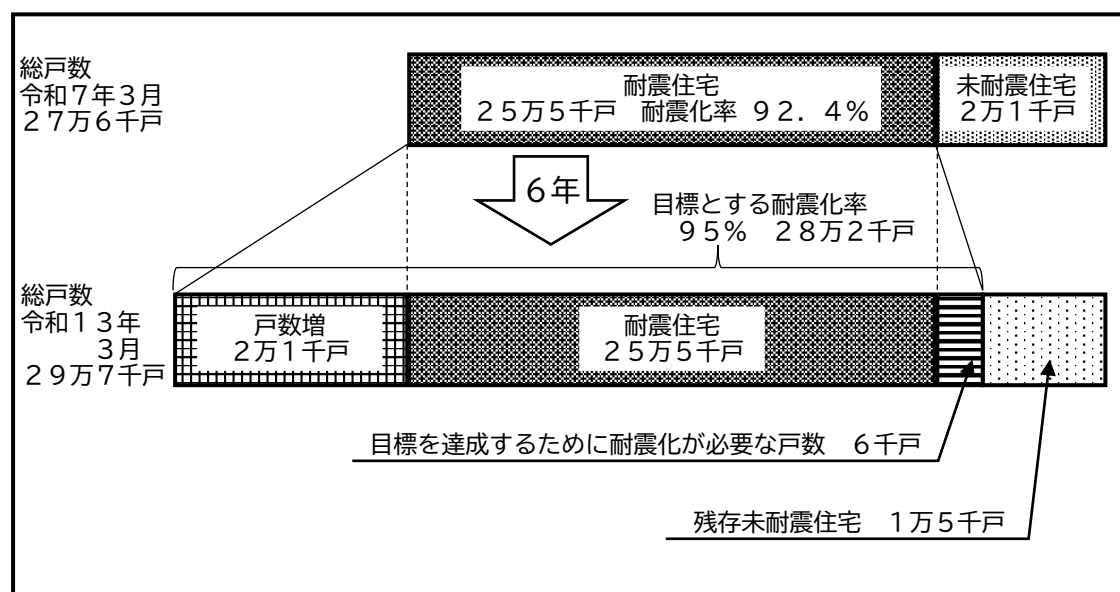 総戸数
令和７年３月
２７万６千戸
耐震住宅
２５万５千戸　耐震化率 ９２．４％
未耐震住宅
２万１千戸
６年
目標とする耐震化率
９５％　２８万２千戸
総戸数
令和１３年
３月
２９万７千戸
戸数増
２万１千戸
耐震住宅
２５万５千戸
目標を達成するために耐震化が必要な戸数　６千戸
残存未耐震住宅　１万５千戸